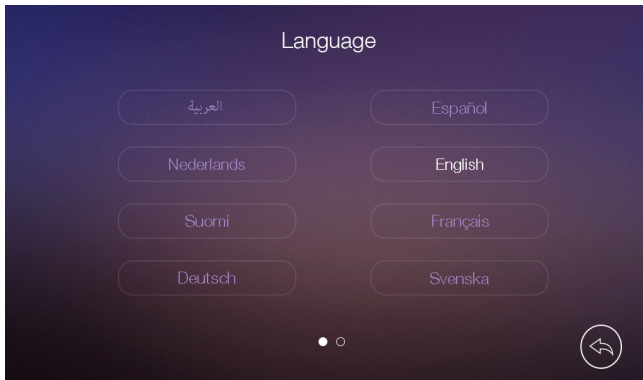 Language
العربية
Español
Nederlands
English
Suomi
Français
Deutsch
Svenska